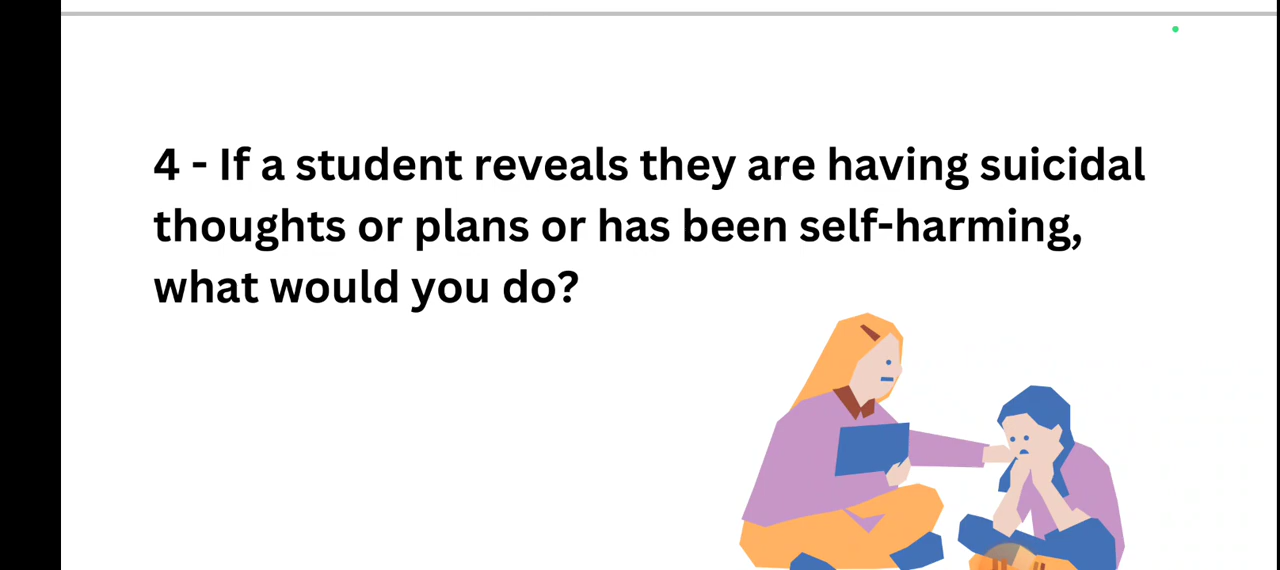 4 - If a student reveals they are having suicidal
thoughts or plans or has been self-harming,
what would you do?